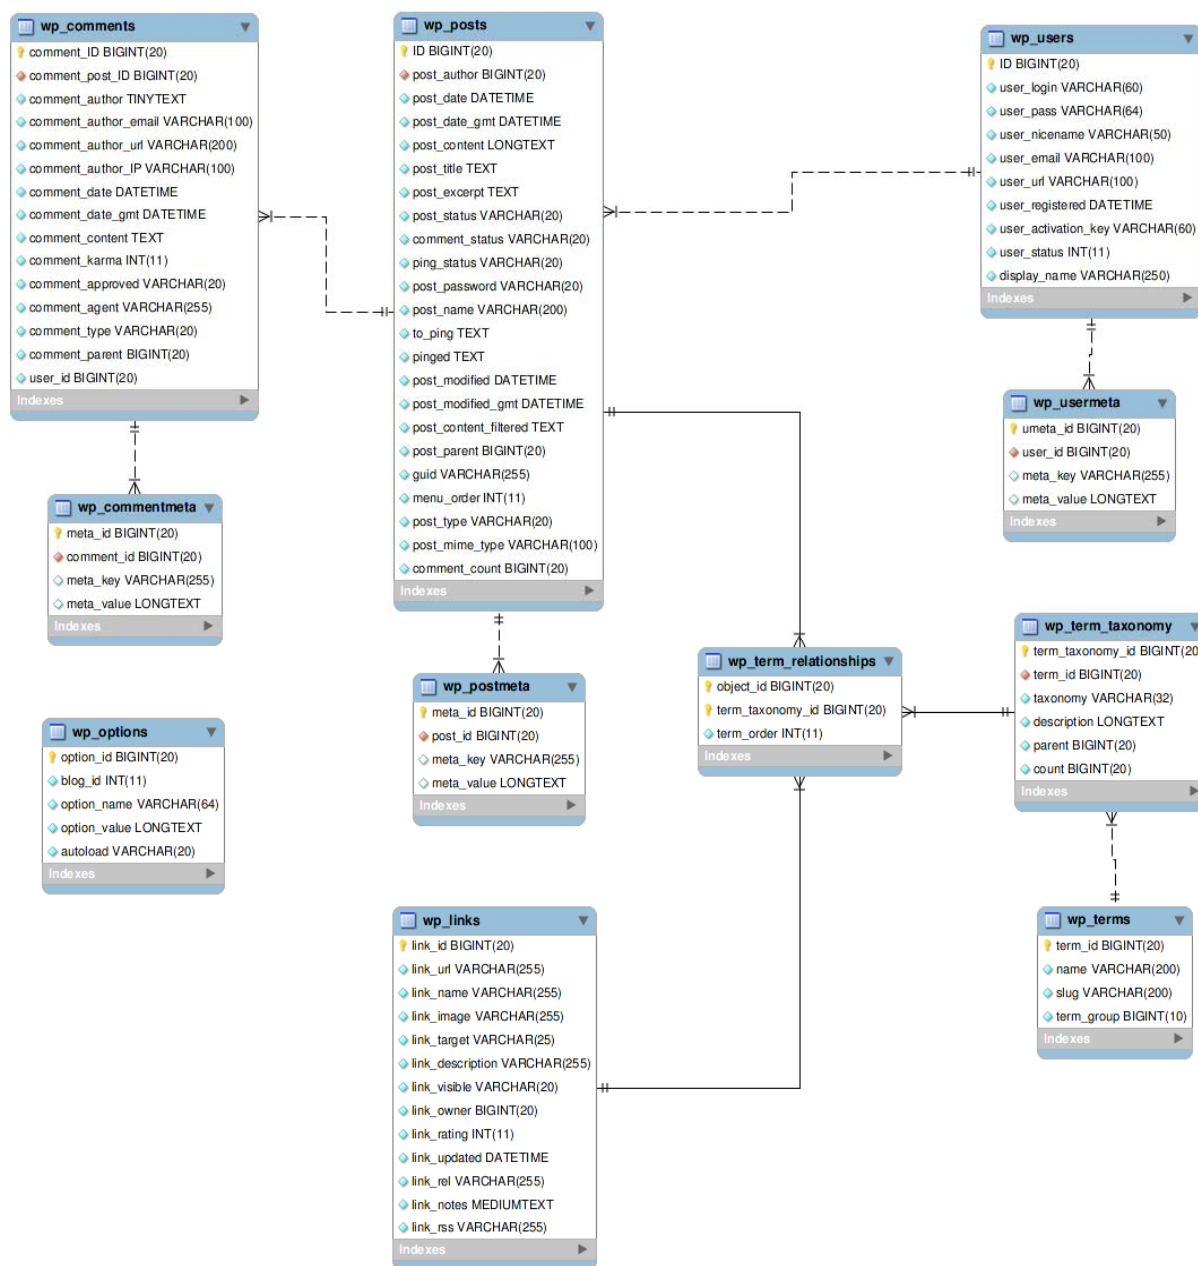 wp_comments
comment_ID BIGINT(20)
comment_post_ID BIGINT(20)
comment_author TINYTEXT
comment_author_email VARCHAR(100)
comment_author_url VARCHAR(200)
comment_author_IP VARCHAR(100)
comment_date DATETIME
comment_date_gmt DATETIME
comment_content TEXT
comment_karma INT(11)
comment_approved VARCHAR(20)
comment_agent VARCHAR(255)
comment_type VARCHAR(20)
comment_parent BIGINT(20)
user_id BIGINT(20)
Indexes
wp_posts
ID BIGINT(20)
post_author BIGINT(20)
post_date DATETIME
post_date_gmt DATETIME
post_content LONGTEXT
post_title TEXT
post_excerpt TEXT
post_status VARCHAR(20)
comment_status VARCHAR(20)
ping_status VARCHAR(20)
post_password VARCHAR(20)
post_name VARCHAR(200)
to_ping TEXT
pinged TEXT
post_modified DATETIME
post_modified_gmt DATETIME
post_content_filtered TEXT
post_parent BIGINT(20)
guid VARCHAR(255)
menu_order INT(11)
post_type VARCHAR(20)
post_mime_type VARCHAR(100)
comment_count BIGINT(20)
Indexes
wp_users
ID BIGINT(20)
user_login VARCHAR(60)
user_pass VARCHAR(64)
user_nicename VARCHAR(50)
user_email VARCHAR(100)
user_url VARCHAR(100)
user_registered DATETIME
user_activation_key VARCHAR(60)
user_status INT(11)
display_name VARCHAR(250)
Indexes
wp_usermeta
umeta_id BIGINT(20)
user_id BIGINT(20)
meta_key VARCHAR(255)
meta_value LONGTEXT
Indexes
wp_commentmeta
meta_id BIGINT(20)
comment_id BIGINT(20)
meta_key VARCHAR(255)
meta_value LONGTEXT
Indexes
wp_postmeta
meta_id BIGINT(20)
post_id BIGINT(20)
meta_key VARCHAR(255)
meta_value LONGTEXT
Indexes
wp_term_relationships
object_id BIGINT(20)
term_taxonomy_id BIGINT(20)
term_order INT(11)
Indexes
wp_term_taxonomy
term_taxonomy_id BIGINT(20
term_id BIGINT(20)
taxonomy VARCHAR(32)
description LONGTEXT
parent BIGINT(20)
count BIGINT(20)
Indexes
wp_options
option_id BIGINT(20)
blog_id INT(11)
option_name VARCHAR(64)
option_value LONGTEXT
autoload VARCHAR(20)
Indexes
wp_links
link_id BIGINT(20)
link_url VARCHAR(255)
link_name VARCHAR(255)
link_image VARCHAR(255)
link_target VARCHAR(25)
link_description VARCHAR(255)
link_visible VARCHAR(20)
link_owner BIGINT(20)
link_rating INT(11)
link_updated DATETIME
link_rel VARCHAR(255)
link_notes MEDIUMTEXT
link_rss VARCHAR(255)
Indexes
wp_terms
term_id BIGINT(20)
name VARCHAR(200)
slug VARCHAR(200)
term_group BIGINT(10)
Indexes